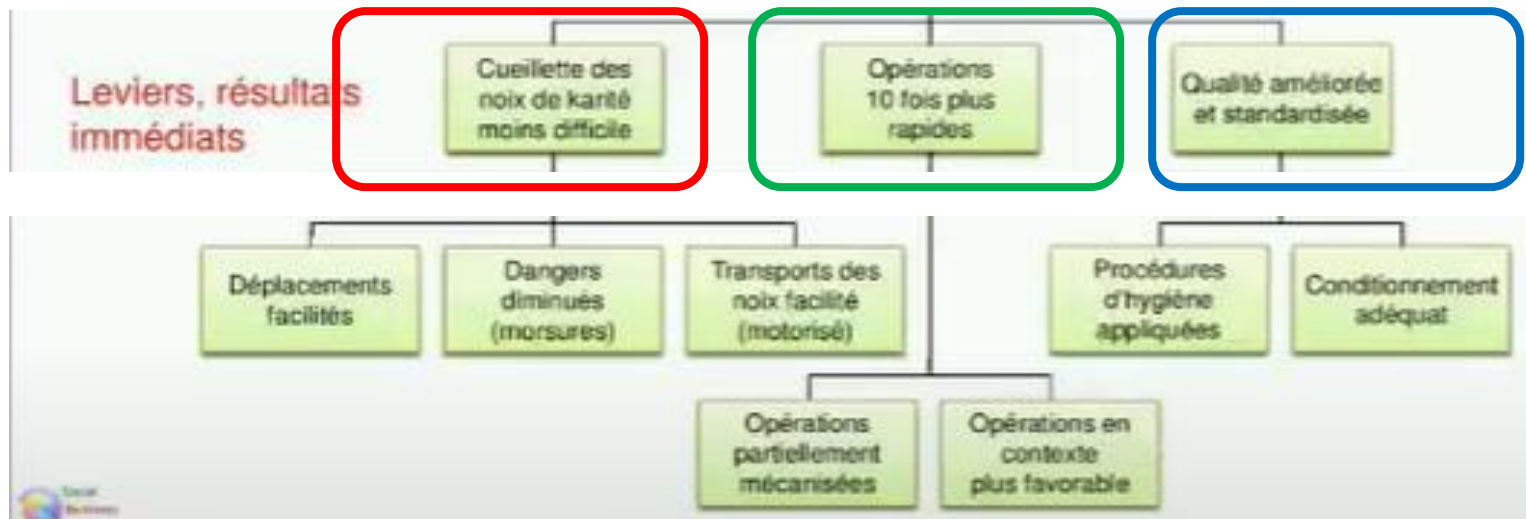 Leviers, résultats
immédiats
Cueillette des
noix de karité
moins difficile
Opérations
10 fois plus
rapides
Qualité améliorée
et standardisée
Déplacements
facilités
Dangers
diminués
(morsures)
Transports des
noix facilité
(motorisé)
Procédures
d'hygiène
appliquées
Conditionnement
adéquat
Opérations
partiellement
mécanisées
Opérations en
contexte
plus favorable
Social
Business